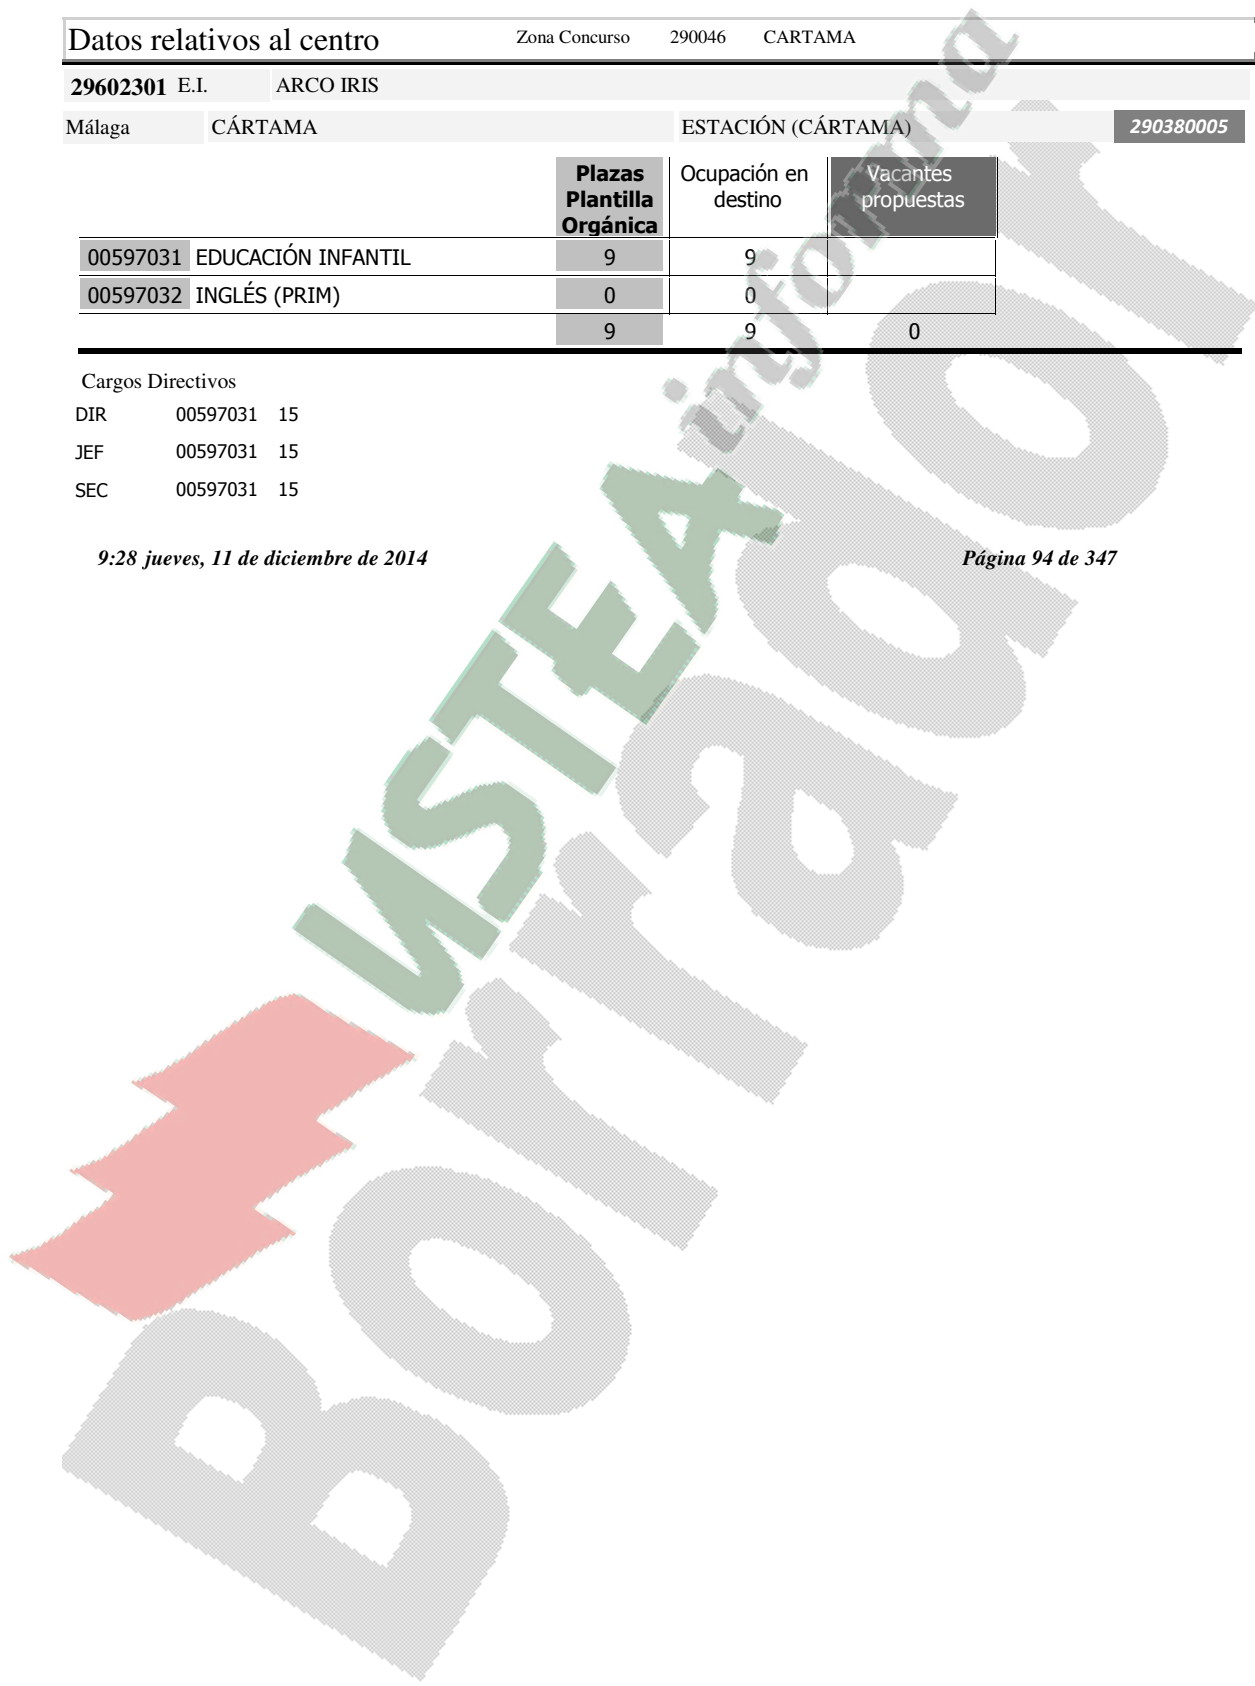 Datos relativos al centro Zona Concurso 290046 CARTAMA
29602301 E.I. ARCO IRIS
Málaga CÁRTAMA ESTACIÓN (CÁRTAMA) 290380005
Plazas Plantilla Orgánica Ocupación en destino Vacantes propuestas
00597031 EDUCACIÓN INFANTIL 9 9
00597032 INGLÉS (PRIM) 0 0
9 9 0
Cargos Directivos
DIR 00597031 15
JEF 00597031 15
SEC 00597031 15
9:28 jueves, 11 de diciembre de 2014 Página 94 de 347
USTEA informa
Borrador